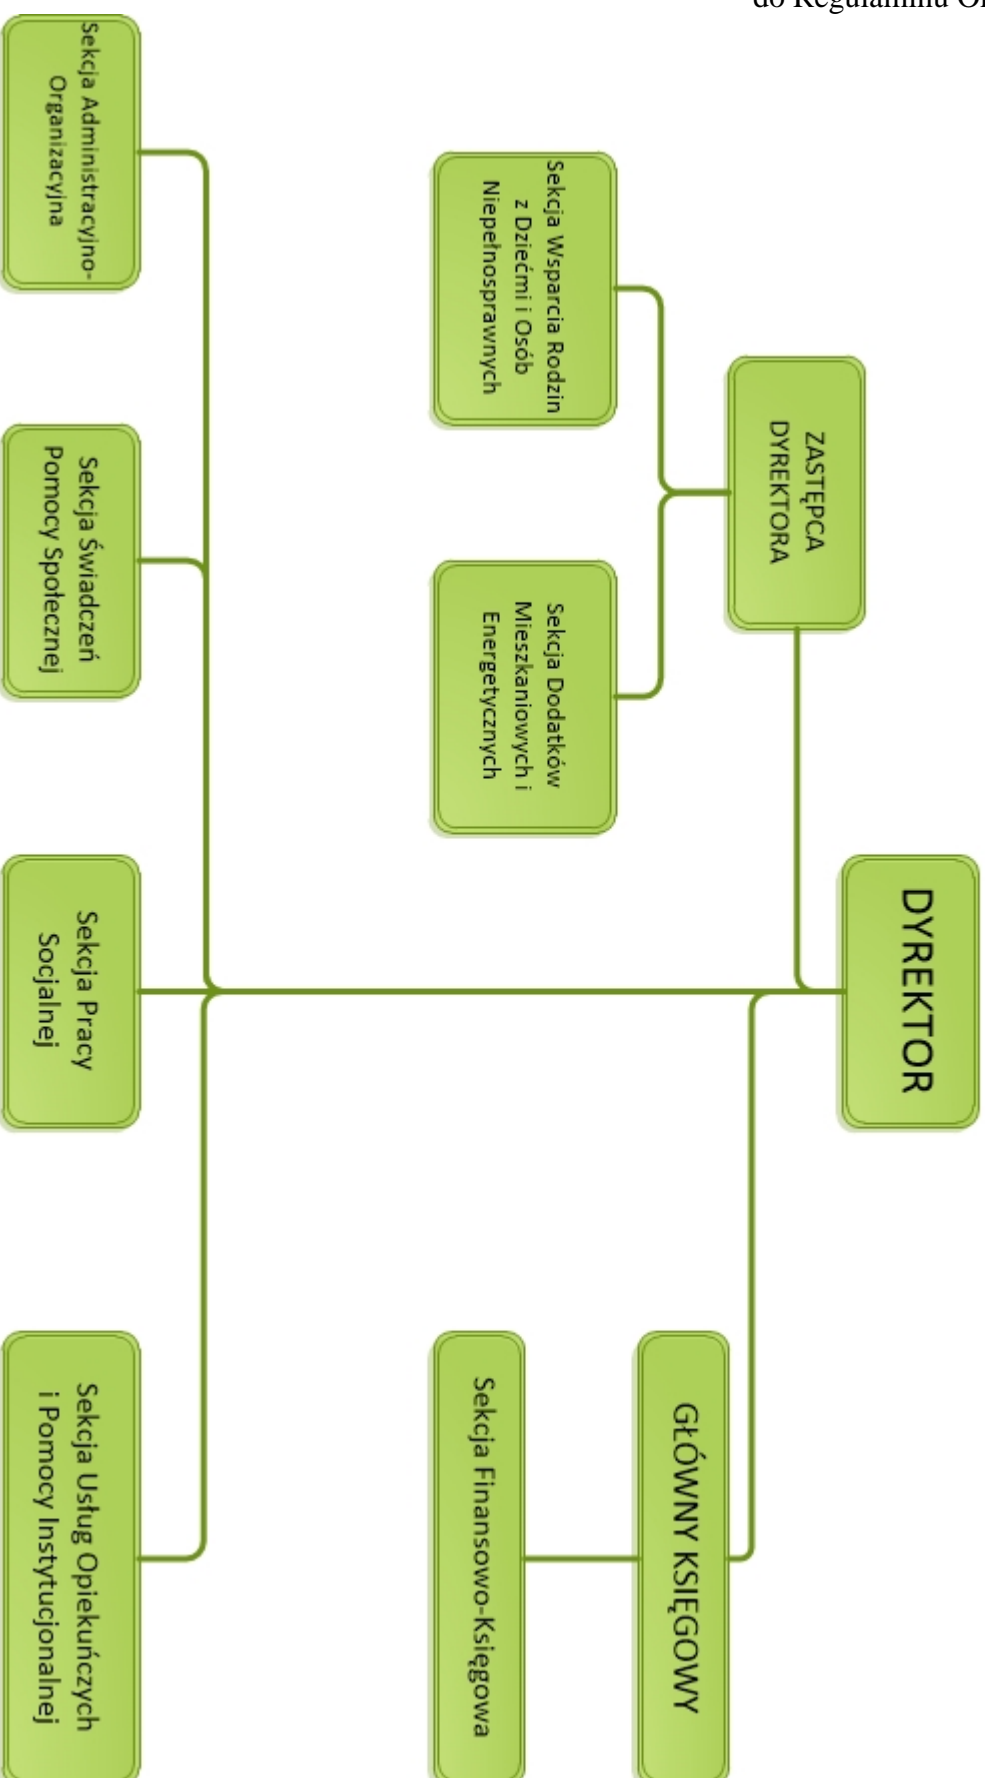 do Regulaminu
DYREKTOR
ZASTĘPCA
DYREKTORA
GŁÓWNY KSIĘGOWY
Sekcja Wsparcia Rodzin
z Dziećmi i Osób
Niepełnosprawnych
Sekcja Dodatków
Mieszkaniowych i
Energetycznych
Sekcja Finansowo-Księgowa
Sekcja Administracyjno-
Organizacyjna
Sekcja Świadczeń
Pomocy Społecznej
Sekcja Pracy
Socjalnej
Sekcja Usług Opiekuńczych
i Pomocy Instytucjonalnej